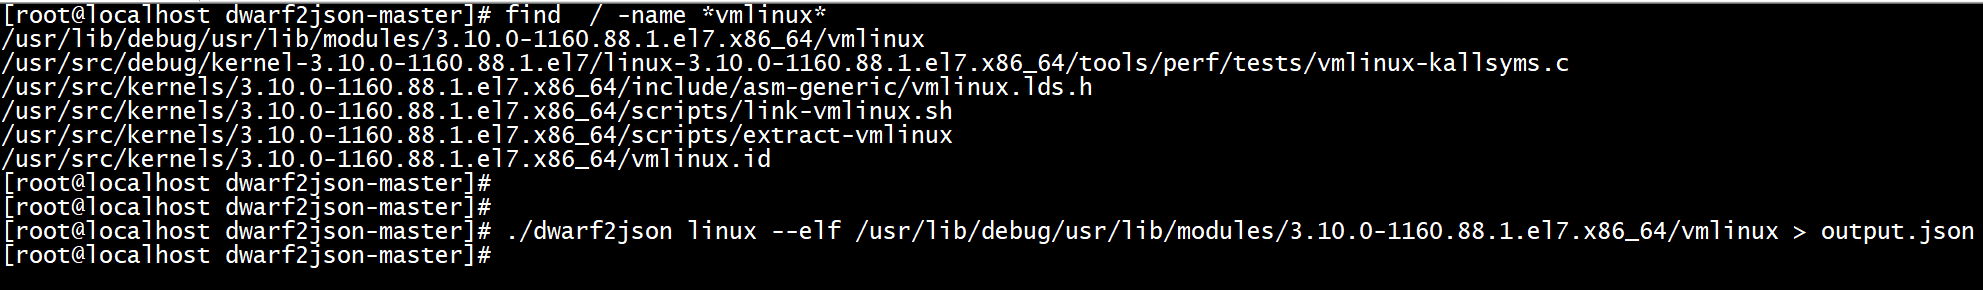 [root@localhost dwarf2json-master]# find  / -name *vmlinux*
/usr/lib/debug/usr/lib/modules/3.10.0-1160.88.1.el7.x86_64/vmlinux
/usr/src/debug/kernel-3.10.0-1160.88.1.el7/linux-3.10.0-1160.88.1.el7.x86_64/tools/perf/tests/vmlinux-kallsyms.c
/usr/src/kernels/3.10.0-1160.88.1.el7.x86_64/include/asm-generic/vmlinux.lds.h
/usr/src/kernels/3.10.0-1160.88.1.el7.x86_64/scripts/link-vmlinux.sh
/usr/src/kernels/3.10.0-1160.88.1.el7.x86_64/scripts/extract-vmlinux
/usr/src/kernels/3.10.0-1160.88.1.el7.x86_64/vmlinux.id
[root@localhost dwarf2json-master]#
[root@localhost dwarf2json-master]#
[root@localhost dwarf2json-master]# ./dwarf2json linux --elf /usr/lib/debug/usr/lib/modules/3.10.0-1160.88.1.el7.x86_64/vmlinux > output.json
[root@localhost dwarf2json-master]#